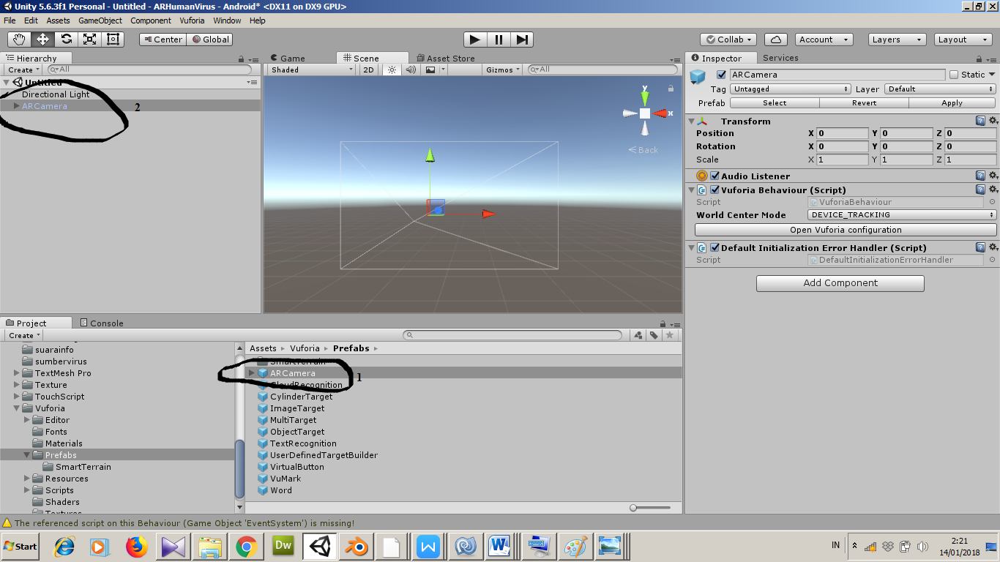 Unity 5.6.3f1 Personal - Untitled - ARHumanVirus - Android* <DX11 on DX9 GPU>
File Edit Assets GameObject Component Vuforia Window Help
Center Global Collab Account Layers Layout
Hierarchy Game Scene Asset Store Inspector Services
Create All Shaded 2D Gizmos All
Untitled
Directional Light
ARCamera
2
y
x
Back
ARCamera Static
Tag Untagged Layer Default
Prefab Select Revert Apply
Transform
Position X 0 Y 0 Z 0
Rotation X 0 Y 0 Z 0
Scale X 1 Y 1 Z 1
Audio Listener
Vuforia Behaviour (Script)
Script VuforiaBehaviour
World Center Mode DEVICE_TRACKING
Open Vuforia configuration
Default Initialization Error Handler (Script)
Script DefaultInitializationErrorHandler
Add Component
Project Console
Create
suarainfo
sumbervirus
TextMesh Pro
Texture
TouchScript
Vuforia
Editor
Fonts
Materials
Prefabs
SmartTerrain
Resources
Scripts
Shaders
Textures
Assets Vuforia Prefabs
SmartTerrain
ARCamera
1
CloudRecognition
CylinderTarget
ImageTarget
MultiTarget
ObjectTarget
TextRecognition
UserDefinedTargetBuilder
VirtualButton
VuMark
Word
The referenced script on this Behaviour (Game Object 'EventSystem') is missing!
Start Dw W W IN 2:21
14/01/2018